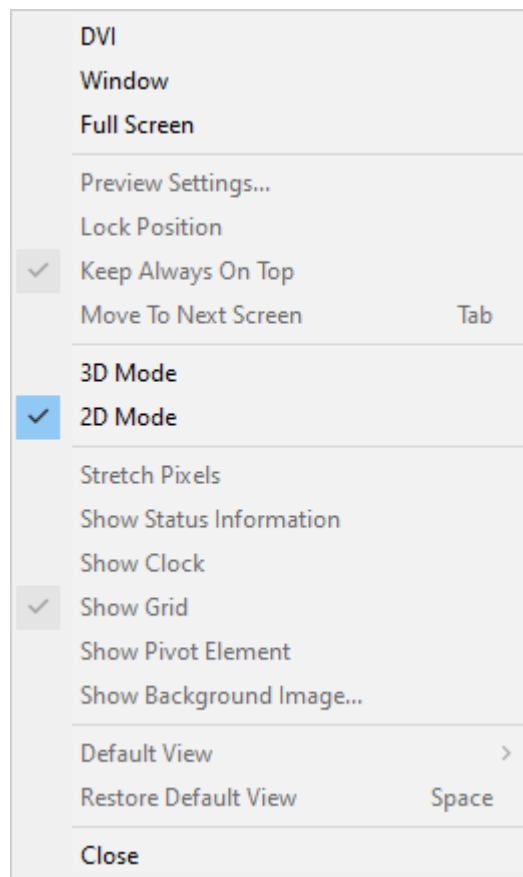 DVI
Window
Full Screen
Preview Settings...
Lock Position
Keep Always On Top
Move To Next Screen Tab
3D Mode
2D Mode
Stretch Pixels
Show Status Information
Show Clock
Show Grid
Show Pivot Element
Show Background Image...
Default View
Restore Default View Space
Close